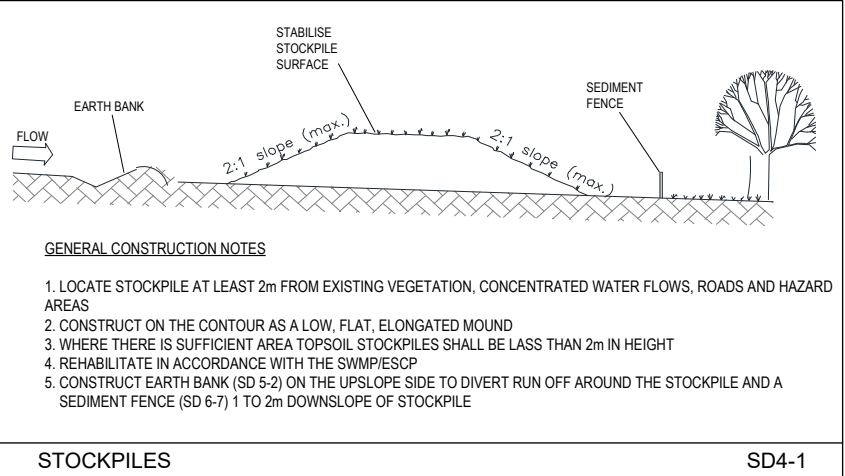 STABILISE
STOCKPILE
SURFACE
SEDIMENT
FENCE
EARTH BANK
FLOW
2:1 slope (max.)
2:1 slope (max.)
GENERAL CONSTRUCTION NOTES
1. LOCATE STOCKPILE AT LEAST 2m FROM EXISTING VEGETATION, CONCENTRATED WATER FLOWS, ROADS AND HAZARD
AREAS
2. CONSTRUCT ON THE CONTOUR AS A LOW, FLAT, ELONGATED MOUND
3. WHERE THERE IS SUFFICIENT AREA TOPSOIL STOCKPILES SHALL BE LASS THAN 2m IN HEIGHT
4. REHABILITATE IN ACCORDANCE WITH THE SWMP/ESCP
5. CONSTRUCT EARTH BANK (SD 5-2) ON THE UPSLOPE SIDE TO DIVERT RUN OFF AROUND THE STOCKPILE AND A
SEDIMENT FENCE (SD 6-7) 1 TO 2m DOWNSLOPE OF STOCKPILE
STOCKPILES SD4-1